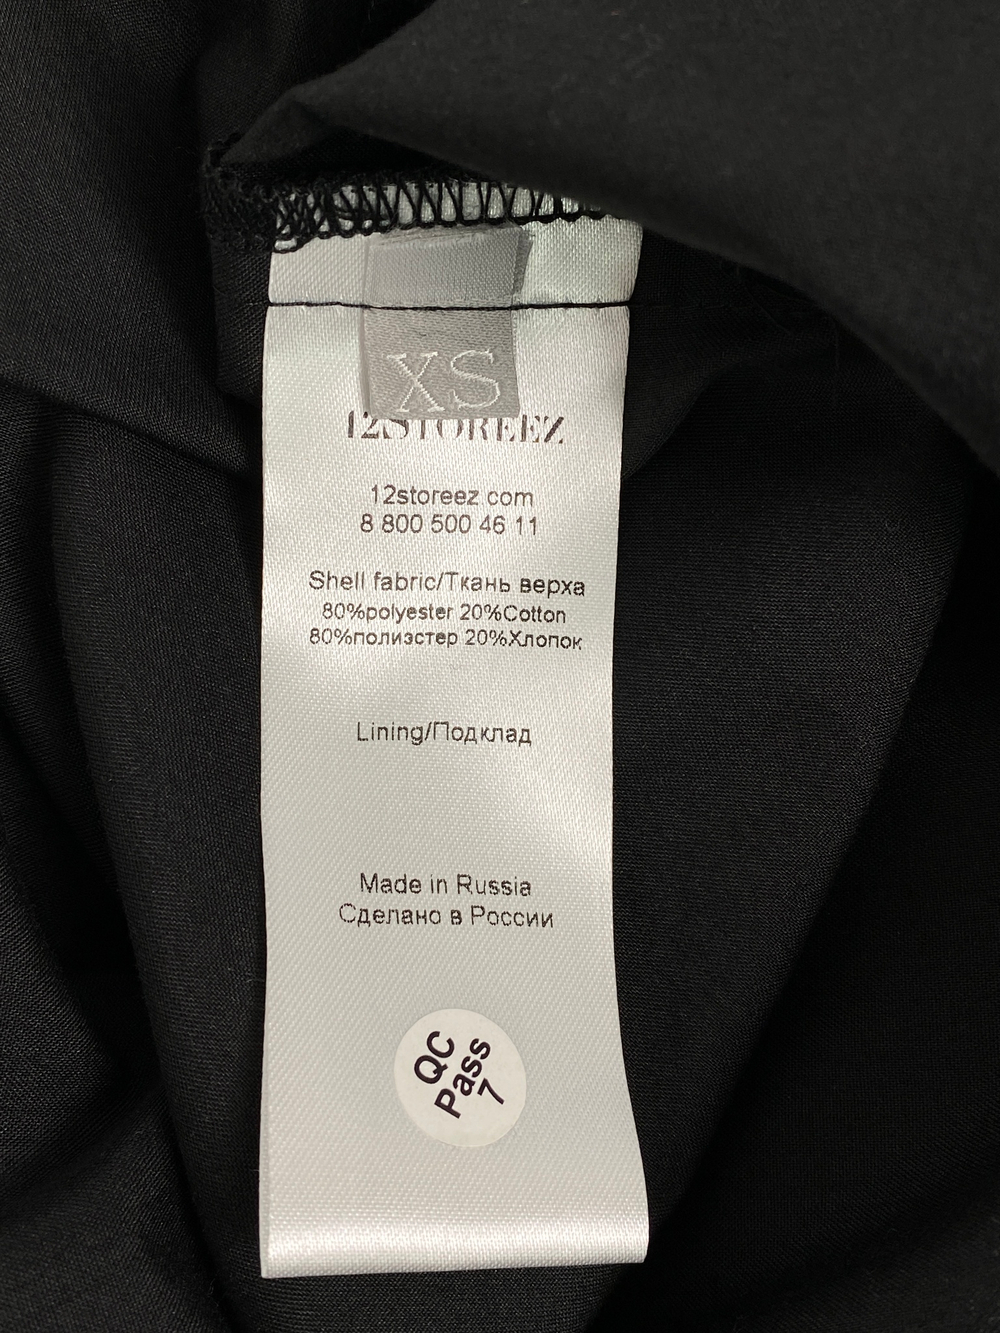 XS
12STOREEZ
12storeez.com
8 800 500 46 11
Shell fabric/Ткань верха
80%polyester 20%Cotton
80%полиэстер 20%Хлопок
Lining/Подклад
Made in Russia
Сделано в России
QC
Pass
7